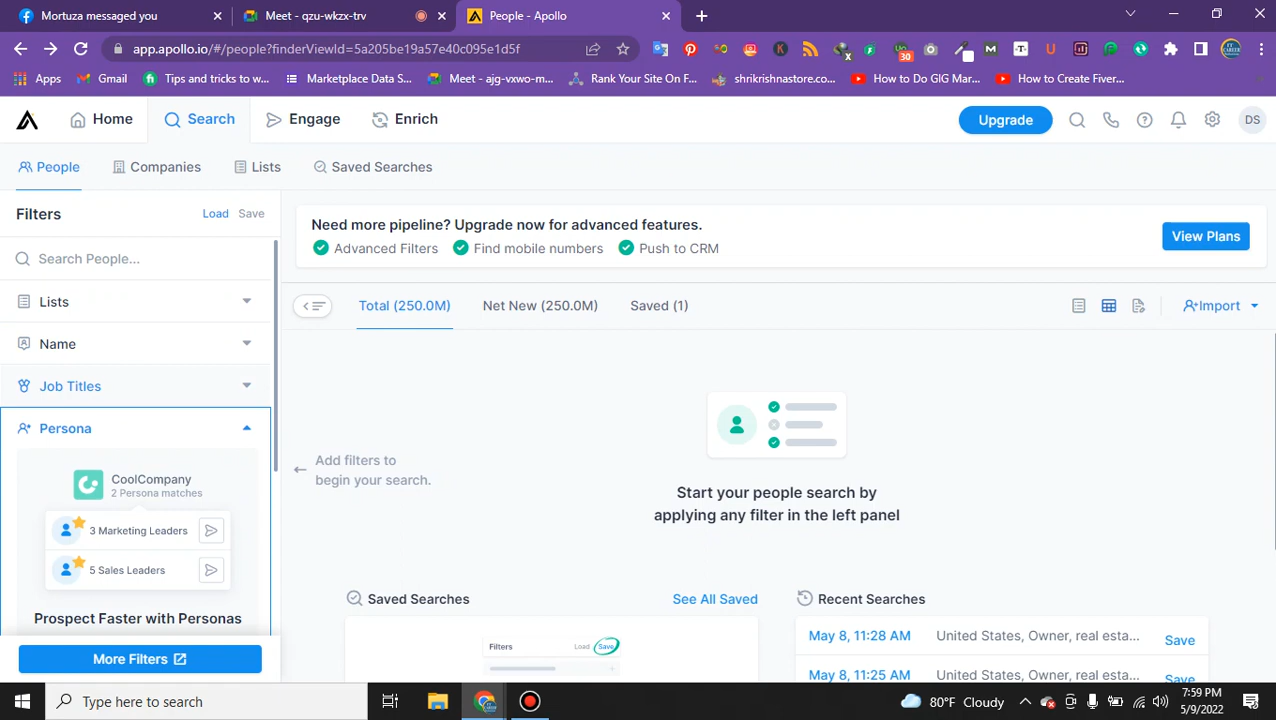 Mortuza messaged you
Meet - qzu-wkzx-trv
People - Apollo
app.apollo.io/#/people?finderViewId=5a205be19a57e40c095e1d5f
30
Apps
Gmail
Tips and tricks to w...
Marketplace Data S...
Meet - ajg-vxwo-m...
Rank Your Site On F...
shrikrishnastore.co...
How to Do GIG Mar...
How to Create Fiver...
Home
Search
Engage
Enrich
Upgrade
DS
People
Companies
Lists
Saved Searches
Filters
Load
Save
Need more pipeline? Upgrade now for advanced features.
Advanced Filters
Find mobile numbers
Push to CRM
View Plans
Search People...
Lists
Name
Job Titles
Persona
CoolCompany
2 Persona matches
3 Marketing Leaders
5 Sales Leaders
Prospect Faster with Personas
More Filters
Total (250.0M)
Net New (250.0M)
Saved (1)
Import
Add filters to
begin your search.
Start your people search by
applying any filter in the left panel
Saved Searches
See All Saved
Filters
Load
Save
Recent Searches
May 8, 11:28 AM
United States, Owner, real esta...
Save
May 8, 11:25 AM
United States, Owner, real esta...
Save
Type here to search
80°F Cloudy
7:59 PM
5/9/2022